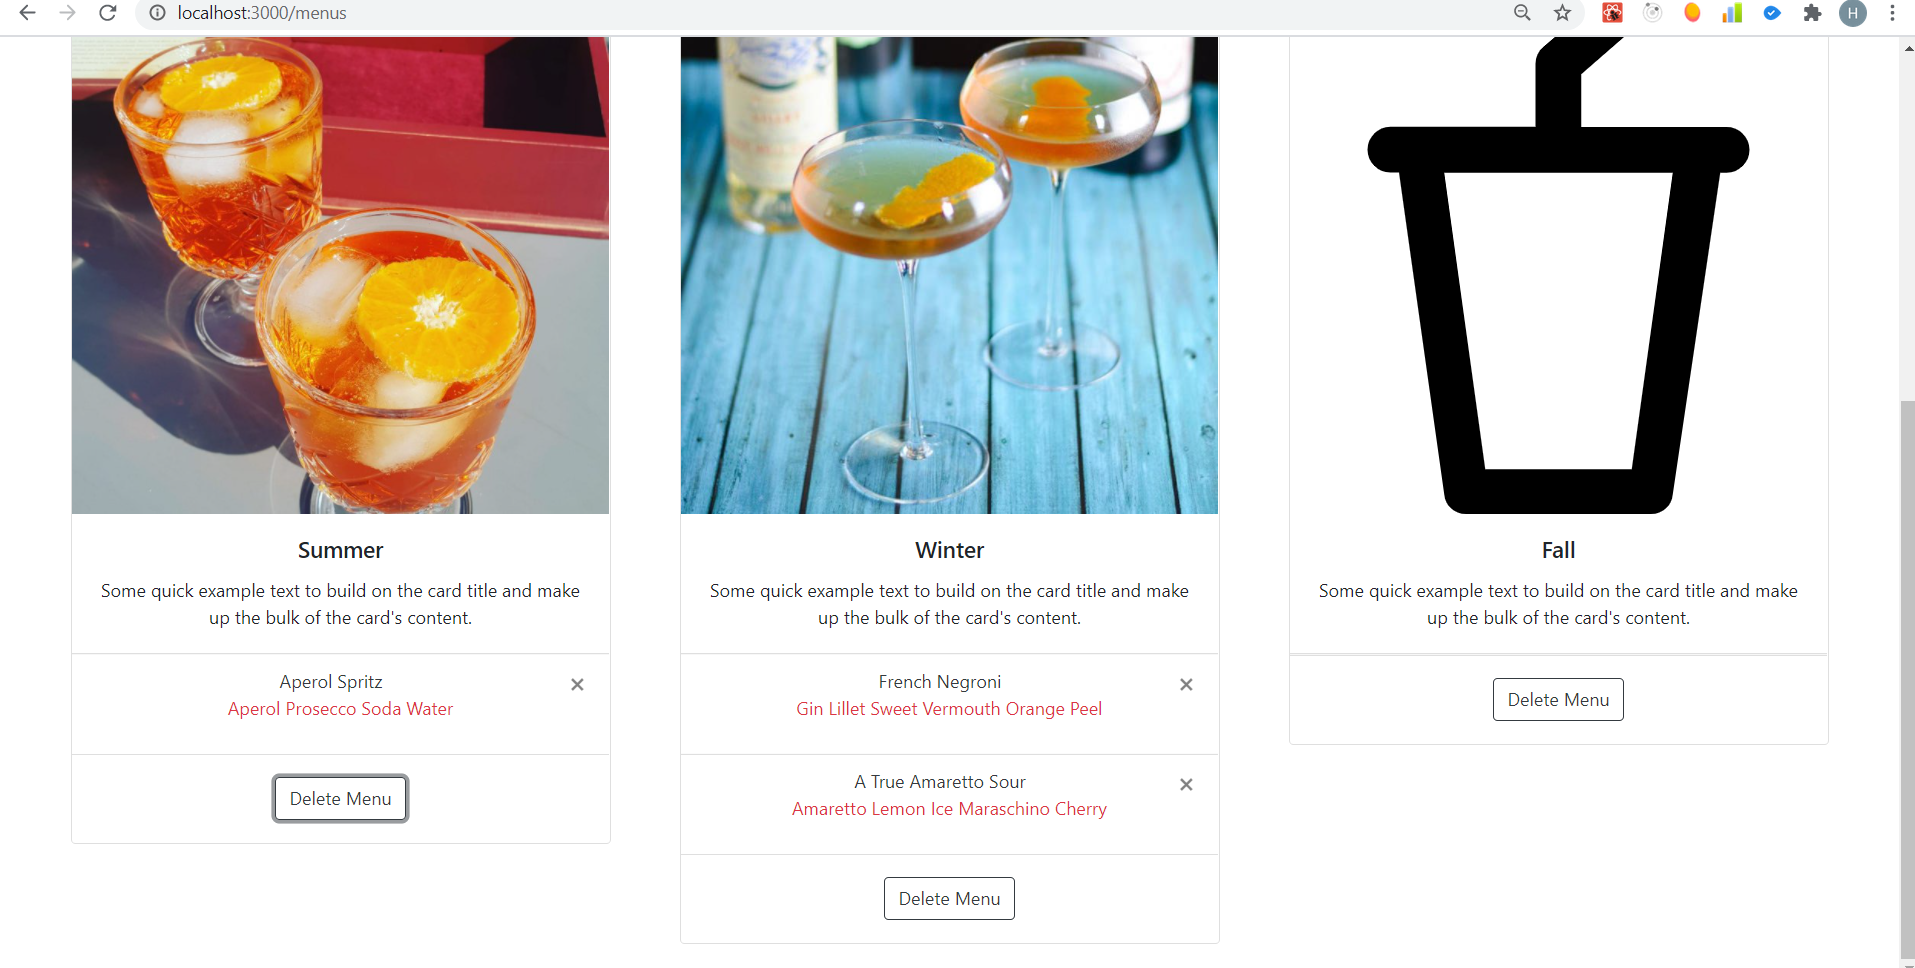 localhost:3000/menus
H
Summer
Some quick example text to build on the card title and make
up the bulk of the card's content.
Aperol Spritz
×
Aperol Prosecco Soda Water
Delete Menu
Winter
Some quick example text to build on the card title and make
up the bulk of the card's content.
French Negroni
×
Gin Lillet Sweet Vermouth Orange Peel
A True Amaretto Sour
×
Amaretto Lemon Ice Maraschino Cherry
Delete Menu
Fall
Some quick example text to build on the card title and make
up the bulk of the card's content.
Delete Menu